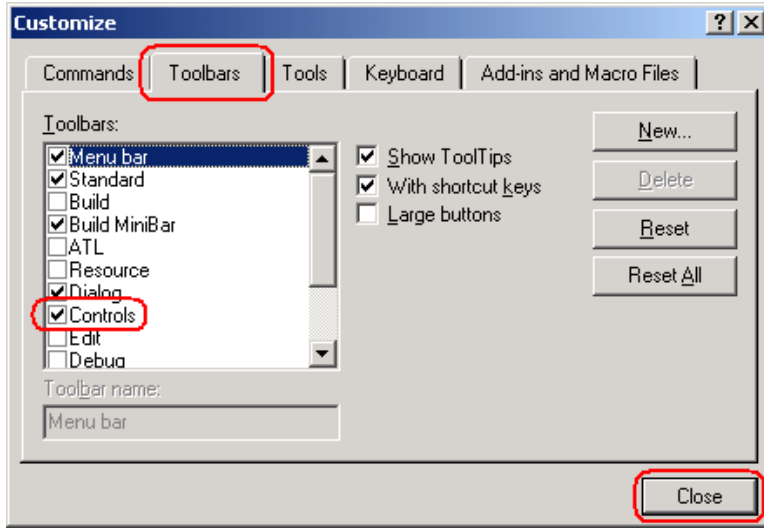 Customize
Commands Toolbars Tools Keyboard Add-ins and Macro Files
Toolbars:
Menu bar
Standard
Build
Build MiniBar
ATL
Resource
Dialog
Controls
Edit
Debug
Show ToolTips
With shortcut keys
Large buttons
New...
Delete
Reset
Reset All
Toolbar name:
Menu bar
Close